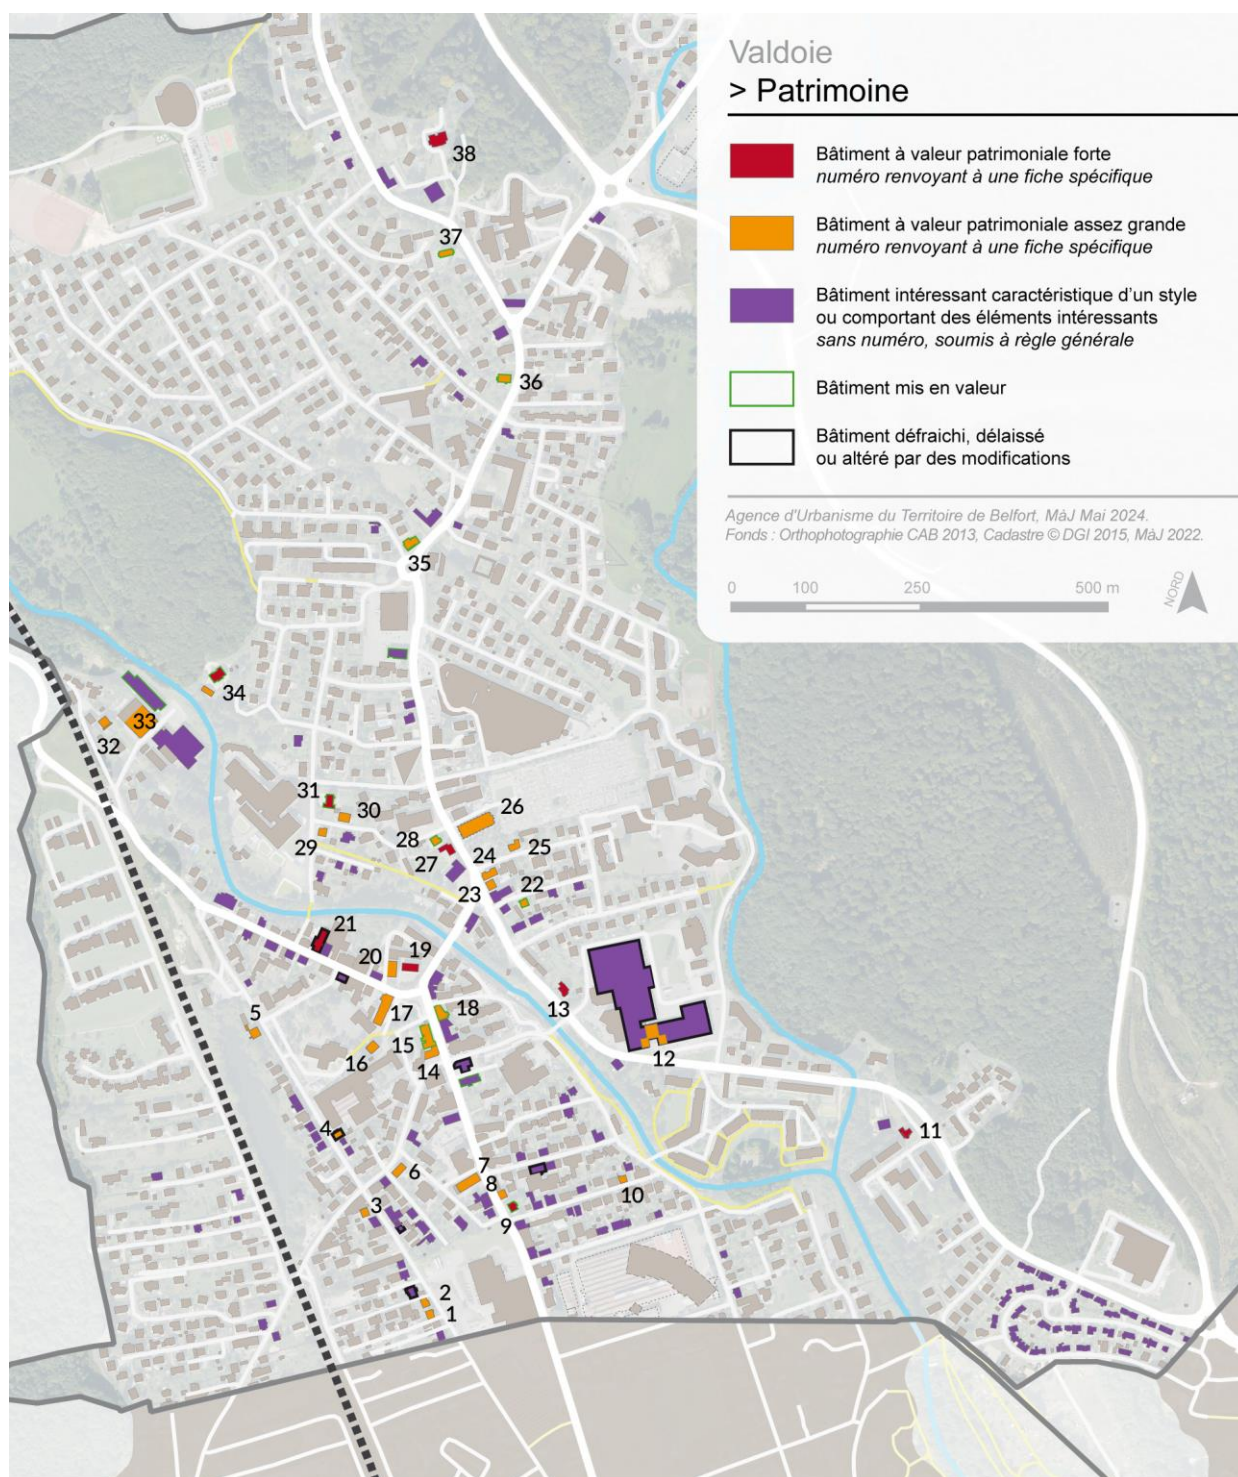 Valdoie
> Patrimoine
Bâtiment à valeur patrimoniale forte
numéro renvoyant à une fiche spécifique
Bâtiment à valeur patrimoniale assez grande
numéro renvoyant à une fiche spécifique
Bâtiment intéressant caractéristique d'un style
ou comportant des éléments intéressants
sans numéro, soumis à règle générale
Bâtiment mis en valeur
Bâtiment défraichi, délaissé
ou altéré par des modifications
Agence d'Urbanisme du Territoire de Belfort, MàJ Mai 2024.
Fonds : Orthophotographie CAB 2013, Cadastre © DGI 2015, MàJ 2022.
0 100 250 500 m
NORD
38
37
36
35
34
33
32
31
30
26
28
29
25
27
24
22
23
21
20
19
13
5
17
18
15
16
14
12
4
11
6
7
8
10
3
9
2
1